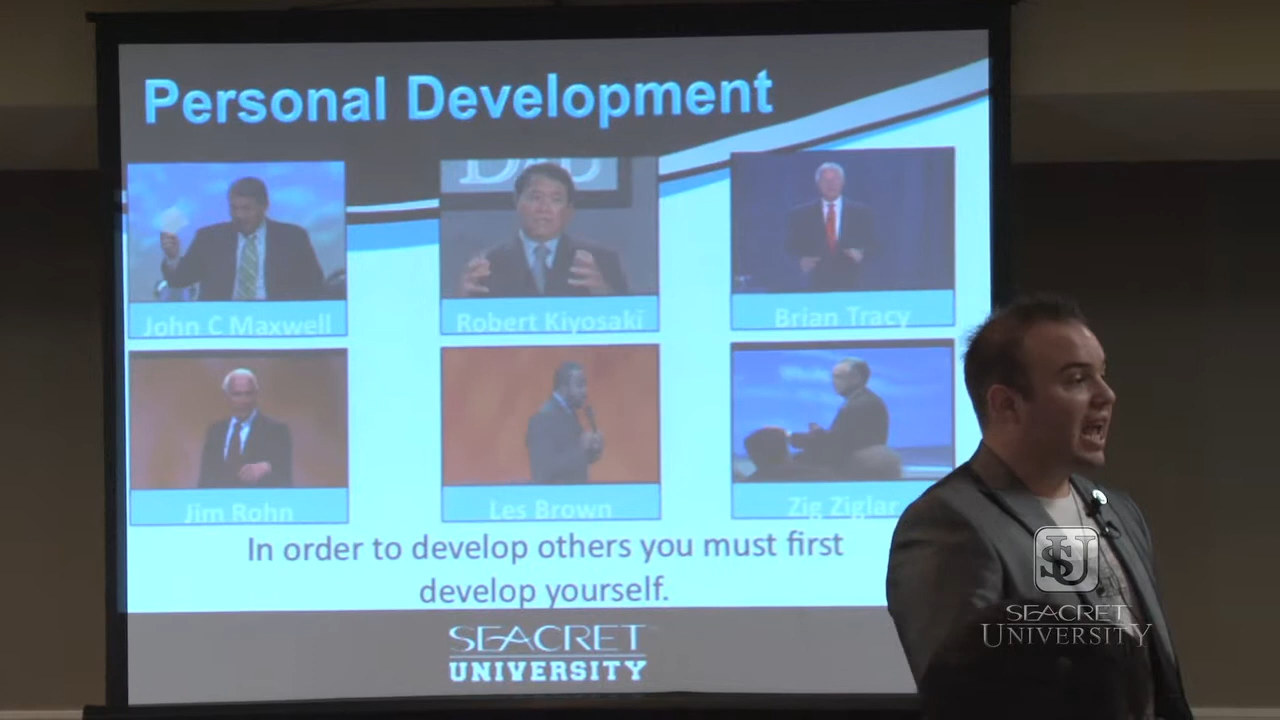 Personal Development
John C Maxwell
Robert Kiyosaki
Brian Tracy
Jim Rohn
Les Brown
Zig Ziglar
In order to develop others you must first
develop yourself.
SEACRET
UNIVERSITY
SU
SEACRET
UNIVERSITY